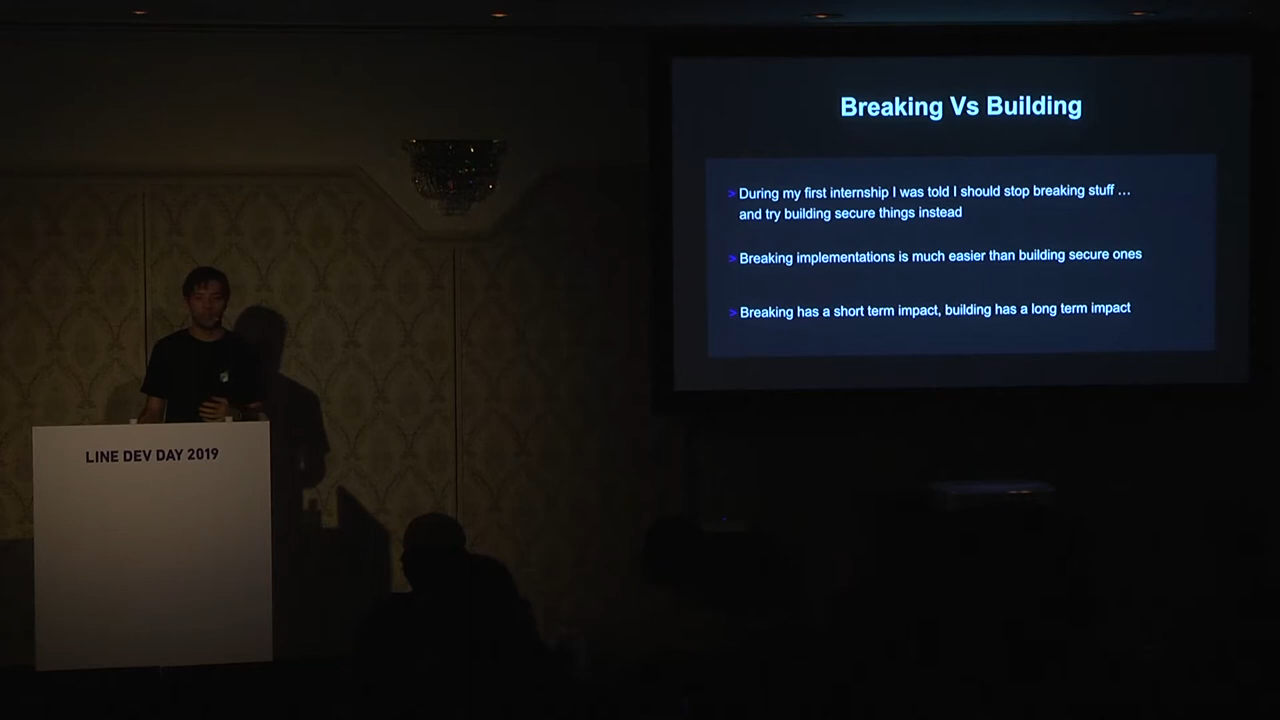 Breaking Vs Building
> During my first internship I was told I should stop breaking stuff ...
and try building secure things instead
> Breaking implementations is much easier than building secure ones
> Breaking has a short term impact, building has a long term impact
LINE DEV DAY 2019